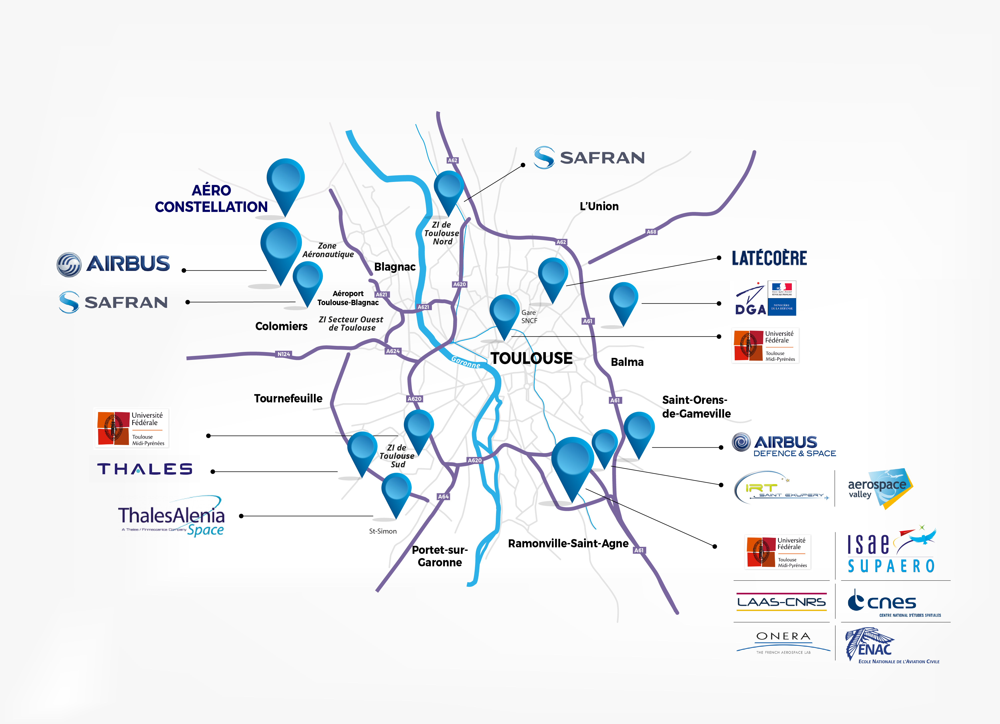 A62
SAFRAN
AÉRO
CONSTELLATION
L'Union
ZI de
Toulouse
Nord
A68
A62
Zone
Aéronautique
AIRBUS
Blagnac
LATÉCOÈRE
A620
Aéroport
Toulouse-Blagnac
A621
A621
SAFRAN
DGA
Liberté • Égalité • Fraternité
RÉPUBLIQUE FRANÇAISE
MINISTÈRE
DE LA DÉFENSE
Gare
SNCF
A61
ZI Secteur Ouest
de Toulouse
Colomiers
Université
Fédérale
Toulouse
Midi-Pyrénées
N124
A624
Garonne
TOULOUSE
Balma
Tournefeuille
A620
A61
Saint-Orens-
de-Gameville
Université
Fédérale
Toulouse
Midi-Pyrénées
AIRBUS
DEFENCE & SPACE
ZI de
Toulouse
Sud
A620
THALES
IRT
SAINT EXUPERY
aerospace
valley
A64
ThalesAlenia
A Thales / Finmeccanica Company
Space
St-Simon
Portet-sur-
Garonne
Ramonville-Saint-Agne
A61
Université
Fédérale
Toulouse
Midi-Pyrénées
isae
SUPAERO
LAAS-CNRS
cnes
CENTRE NATIONAL D'ÉTUDES SPATIALES
ONERA
THE FRENCH AEROSPACE LAB
ENAC
ECOLE NATIONALE DE L'AVIATION CIVILE